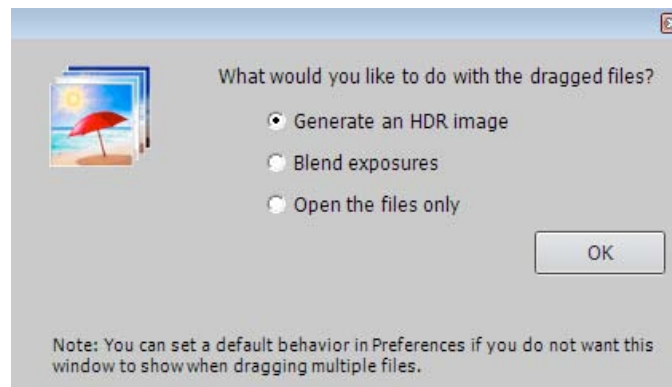 What would you like to do with the dragged files?
Generate an HDR image
Blend exposures
Open the files only
OK
Note: You can set a default behavior in Preferences if you do not want this
window to show when dragging multiple files.